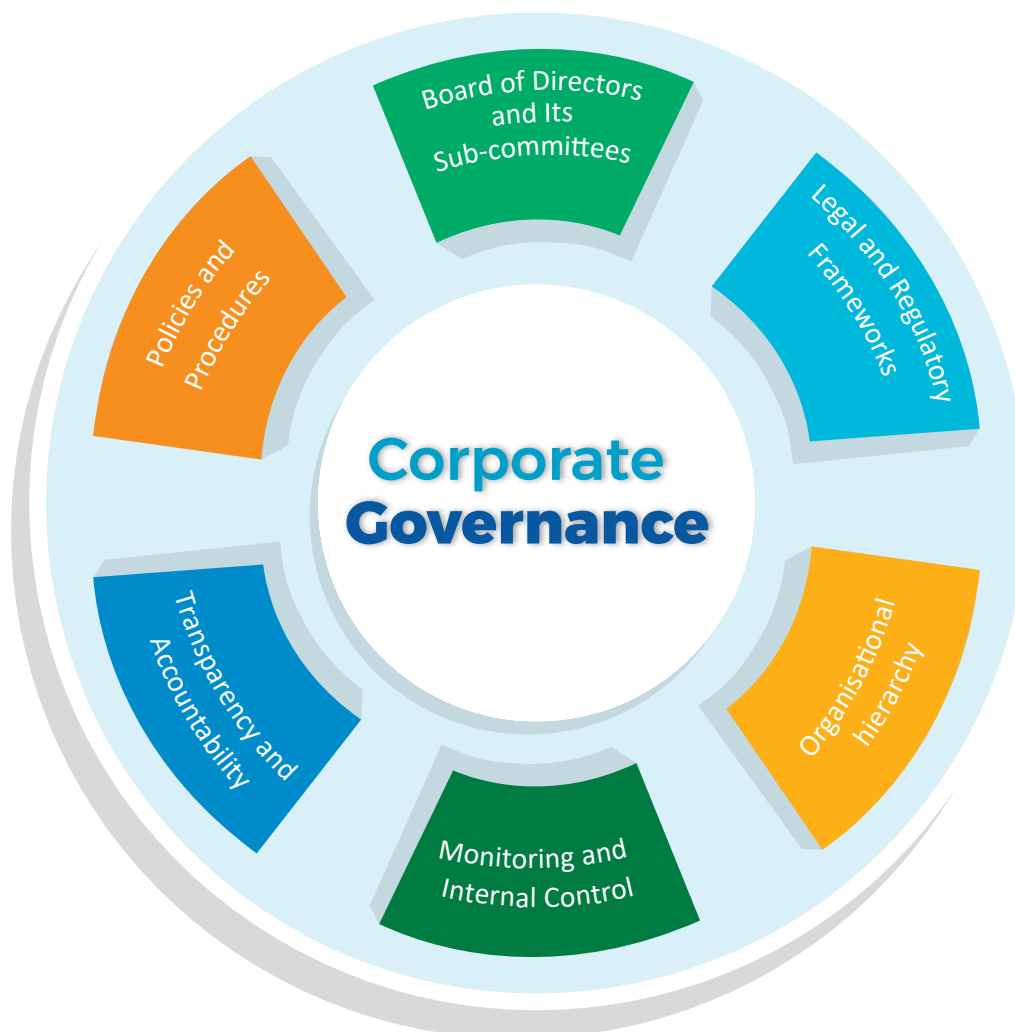 Board of Directors
and Its
Sub-committees
Legal and Regulatory
Frameworks
Organisational
hierarchy
Monitoring and
Internal Control
Transparency and
Accountability
Policies and
Procedures
Corporate
Governance